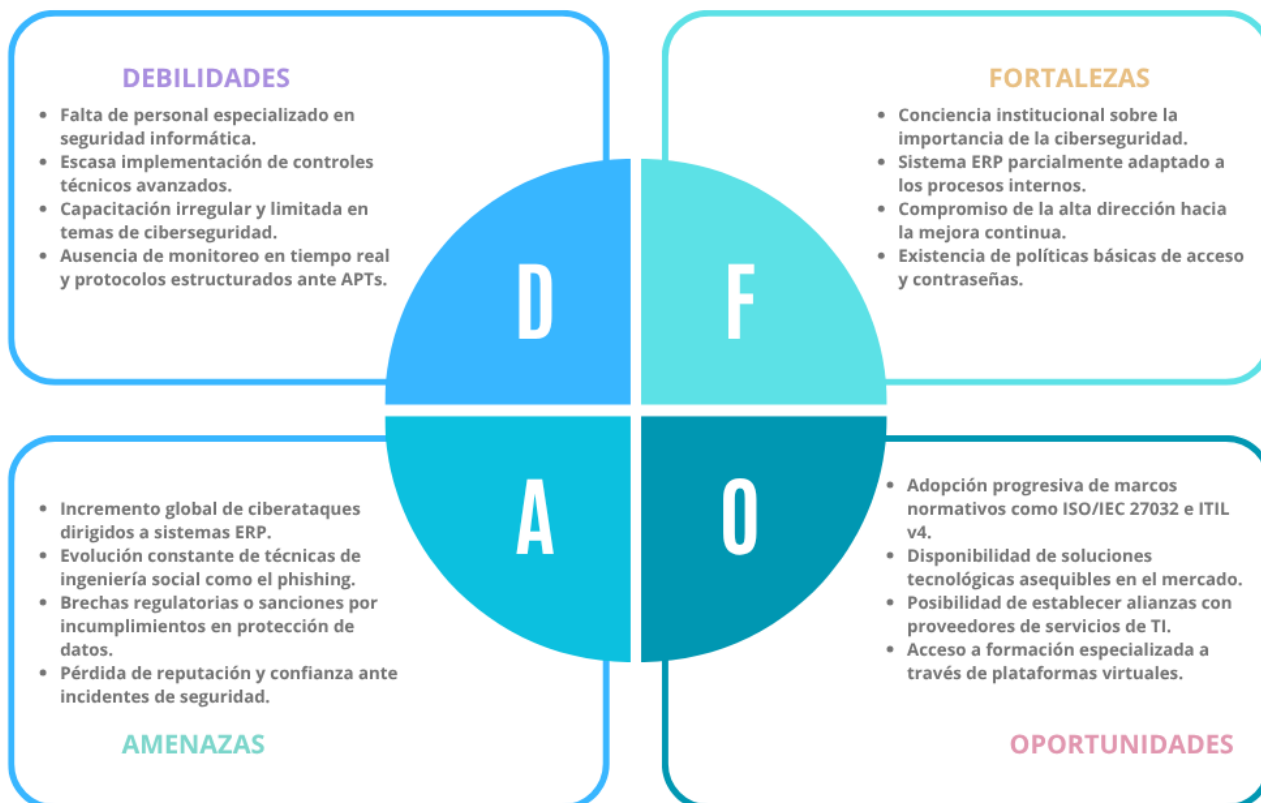 DEBILIDADES
• Falta de personal especializado en
seguridad informática.
• Escasa implementación de controles
técnicos avanzados.
• Capacitación irregular y limitada en
temas de ciberseguridad.
• Ausencia de monitoreo en tiempo real
y protocolos estructurados ante APTs.
FORTALEZAS
• Conciencia institucional sobre la
importancia de la ciberseguridad.
• Sistema ERP parcialmente adaptado a
los procesos internos.
• Compromiso de la alta dirección hacia
la mejora continua.
• Existencia de políticas básicas de acceso
y contraseñas.
D
F
A
O
• Incremento global de ciberataques
dirigidos a sistemas ERP.
• Evolución constante de técnicas de
ingeniería social como el phishing.
• Brechas regulatorias o sanciones por
incumplimientos en protección de
datos.
• Pérdida de reputación y confianza ante
incidentes de seguridad.
AMENAZAS
• Adopción progresiva de marcos
normativos como ISO/IEC 27032 e ITIL
v4.
• Disponibilidad de soluciones
tecnológicas asequibles en el mercado.
• Posibilidad de establecer alianzas con
proveedores de servicios de TI.
• Acceso a formación especializada a
través de plataformas virtuales.
OPORTUNIDADES